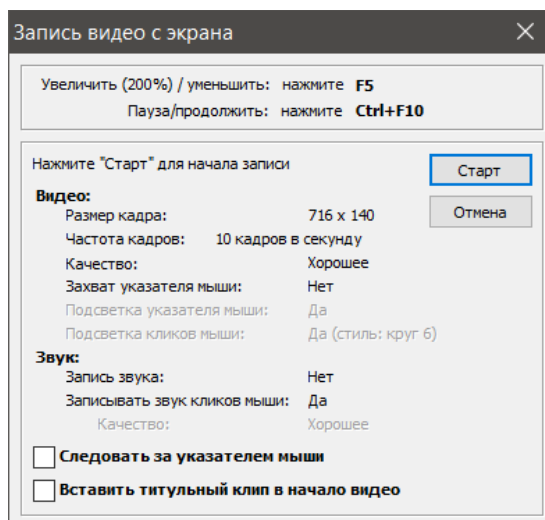 Запись видео с экрана
Увеличить (200%) / уменьшить: нажмите F5
Пауза/продолжить: нажмите Ctrl+F10
Нажмите "Старт" для начала записи
Старт
Видео:
Размер кадра: 716 x 140
Отмена
Частота кадров: 10 кадров в секунду
Качество: Хорошее
Захват указателя мыши: Нет
Подсветка указателя мыши: Да
Подсветка кликов мыши: Да (стиль: круг 6)
Звук:
Запись звука: Нет
Записывать звук кликов мыши: Да
Качество: Хорошее
Следовать за указателем мыши
Вставить титульный клип в начало видео